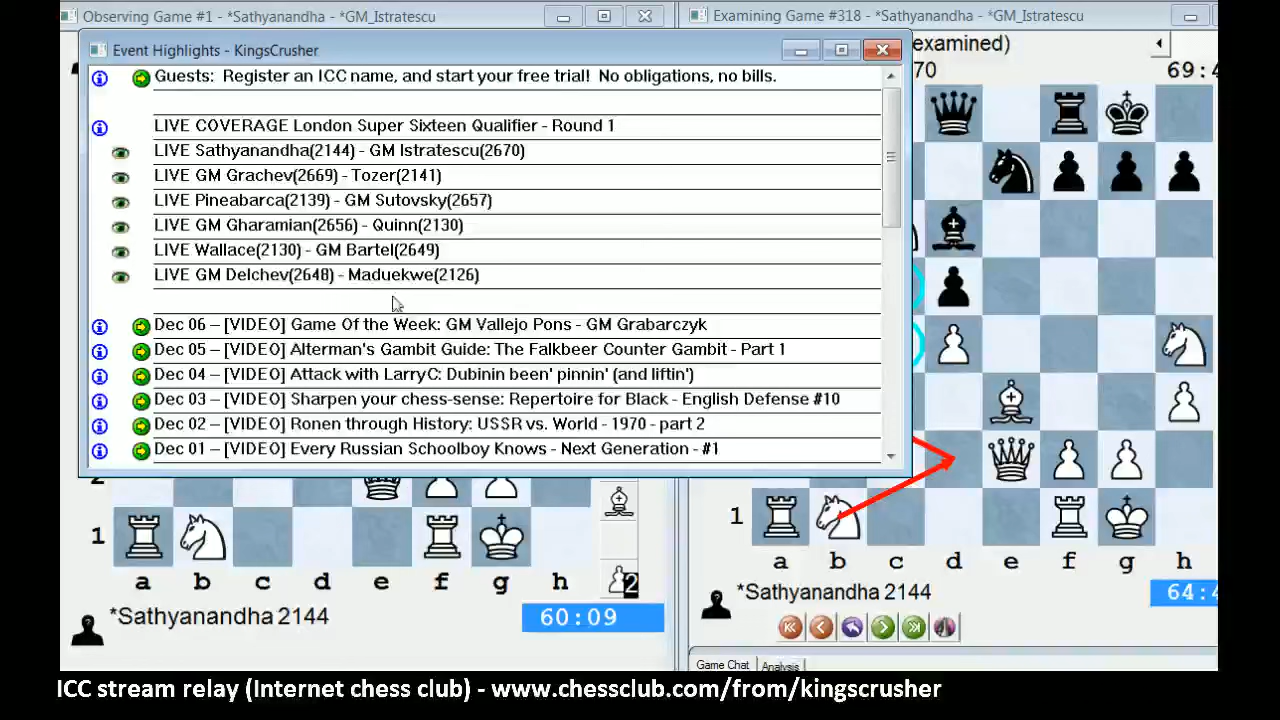 Observing Game #1 - *Sathyanandha - *GM_Istratescu
Examining Game #318 - *Sathyanandha - *GM_Istratescu
Event Highlights - KingsCrusher
examined)
70
69:4
Guests: Register an ICC name, and start your free trial! No obligations, no bills.
LIVE COVERAGE London Super Sixteen Qualifier - Round 1
LIVE Sathyanandha(2144) - GM Istratescu(2670)
LIVE GM Grachev(2669) - Tozer(2141)
LIVE Pineabarca(2139) - GM Sutovsky(2657)
LIVE GM Gharamian(2656) - Quinn(2130)
LIVE Wallace(2130) - GM Bartel(2649)
LIVE GM Delchev(2648) - Maduekwe(2126)
Dec 06 – [VIDEO] Game Of the Week: GM Vallejo Pons - GM Grabarczyk
Dec 05 – [VIDEO] Alterman's Gambit Guide: The Falkbeer Counter Gambit - Part 1
Dec 04 – [VIDEO] Attack with LarryC: Dubinin been' pinnin' (and liftin')
Dec 03 – [VIDEO] Sharpen your chess-sense: Repertoire for Black - English Defense #10
Dec 02 – [VIDEO] Ronen through History: USSR vs. World - 1970 - part 2
Dec 01 – [VIDEO] Every Russian Schoolboy Knows - Next Generation - #1
2
1
a b c d e f g h
2
*Sathyanandha 2144
60:09
1
a b c d e f g h
*Sathyanandha 2144
64:4
Game Chat Analysis
ICC stream relay (Internet chess club) - www.chessclub.com/from/kingscrusher